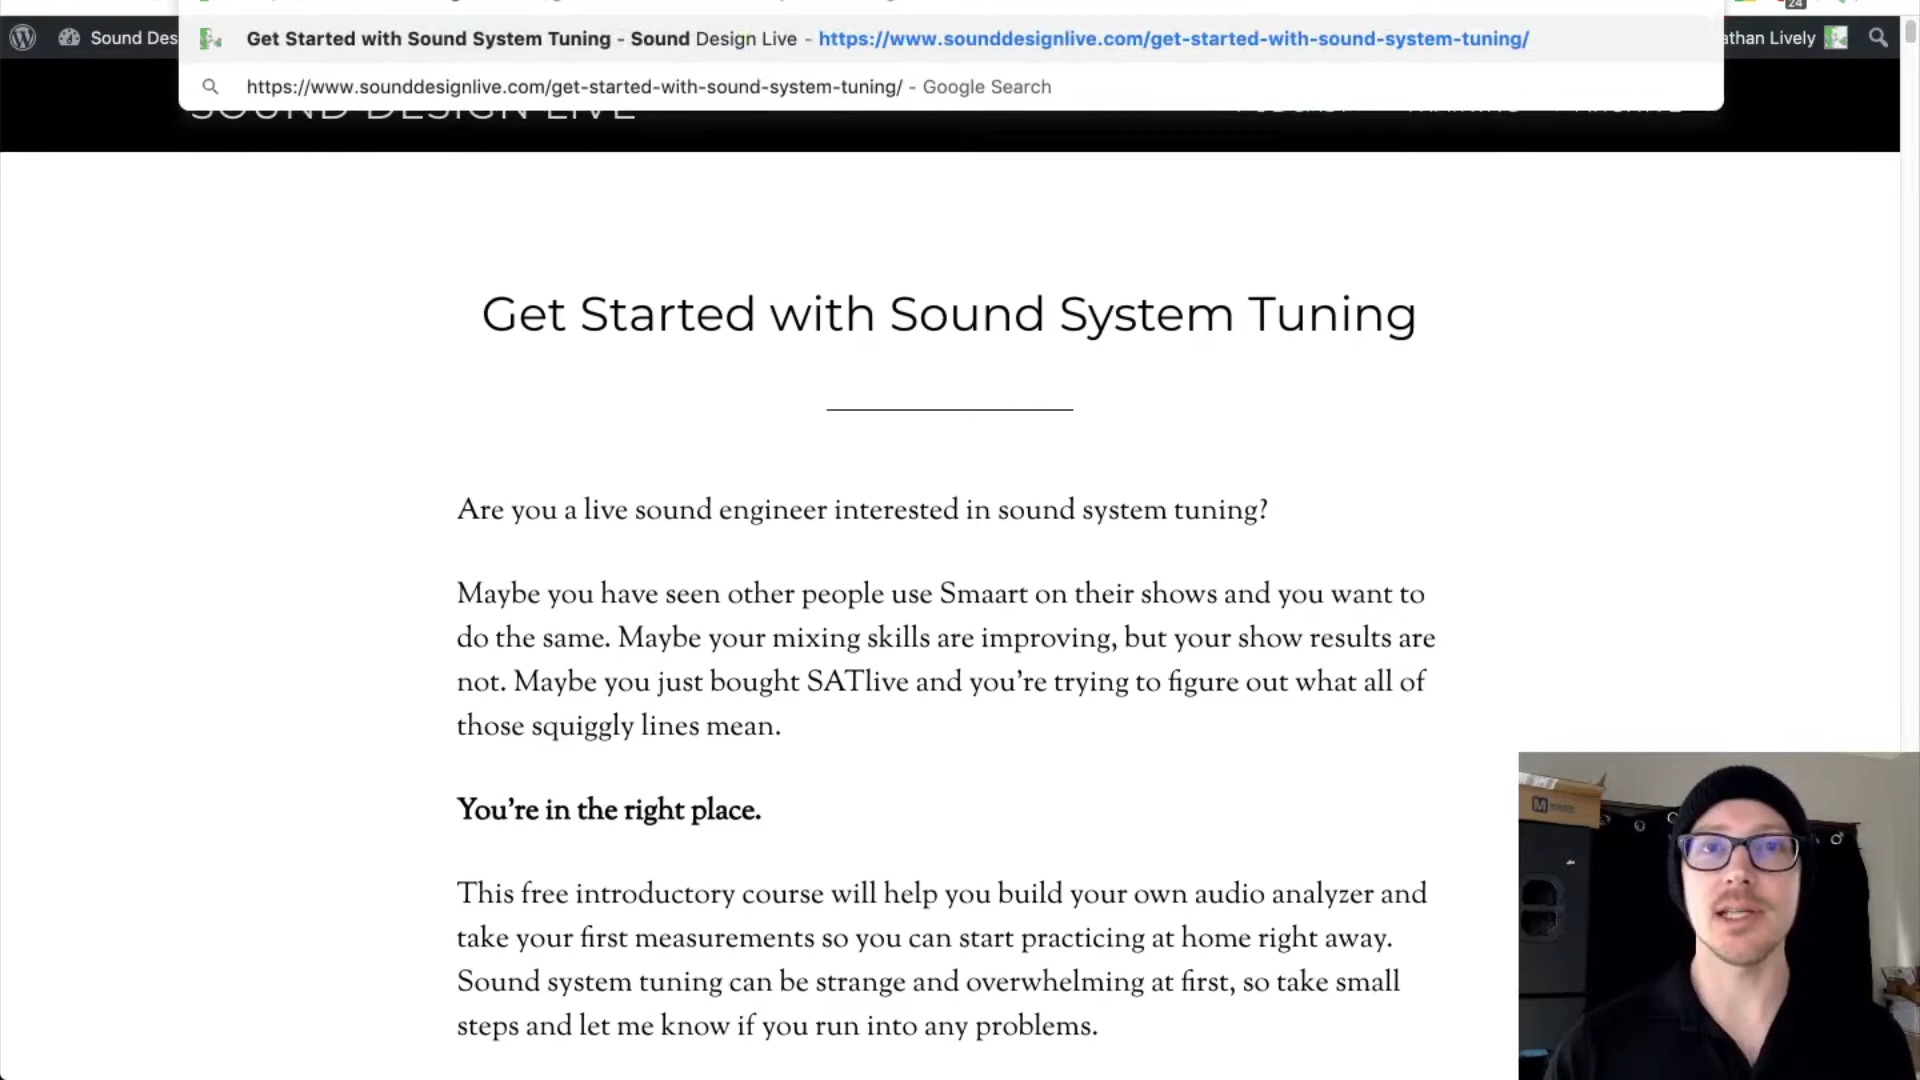 24
Get Started with Sound System Tuning - Sound Design Live - https://www.sounddesignlive.com/get-started-with-sound-system-tuning/
Sound Des
athan Lively
https://www.sounddesignlive.com/get-started-with-sound-system-tuning/ - Google Search
SOUND DESIGN LIVE
Get Started with Sound System Tuning
Are you a live sound engineer interested in sound system tuning?
Maybe you have seen other people use Smaart on their shows and you want to
do the same. Maybe your mixing skills are improving, but your show results are
not. Maybe you just bought SATlive and you’re trying to figure out what all of
those squiggly lines mean.
You’re in the right place.
This free introductory course will help you build your own audio analyzer and
take your first measurements so you can start practicing at home right away.
Sound system tuning can be strange and overwhelming at first, so take small
steps and let me know if you run into any problems.